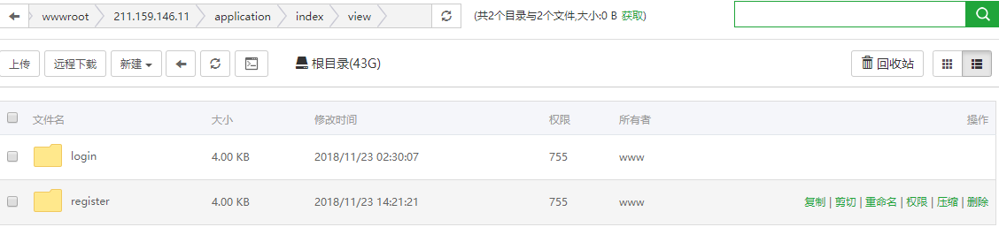 wwwroot 211.159.146.11 application index view (共2个目录与2个文件,大小:0 B 获取)
上传 远程下载 新建 根目录(43G) 回收站
文件名 大小 修改时间 权限 所有者 操作
login 4.00 KB 2018/11/23 02:30:07 755 www
register 4.00 KB 2018/11/23 14:21:21 755 www 复制 | 剪切 | 重命名 | 权限 | 压缩 | 删除